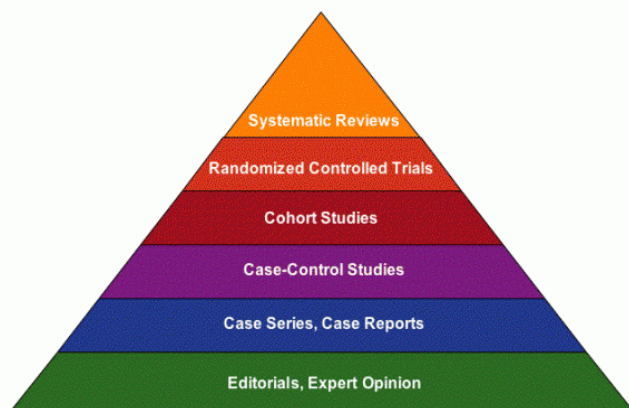 Systematic Reviews
Randomized Controlled Trials
Cohort Studies
Case-Control Studies
Case Series, Case Reports
Editorials, Expert Opinion